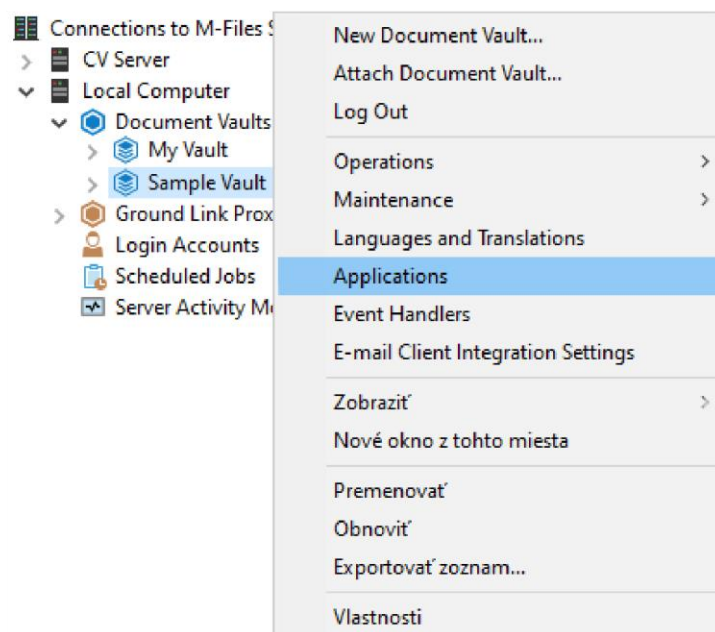 Connections to M-Files S
CV Server
Local Computer
Document Vaults
My Vault
Sample Vault
Ground Link Prox
Login Accounts
Scheduled Jobs
Server Activity Mo
New Document Vault...
Attach Document Vault...
Log Out
Operations
Maintenance
Languages and Translations
Applications
Event Handlers
E-mail Client Integration Settings
Zobraziť
Nové okno z tohto miesta
Premenovať
Obnoviť
Exportovať zoznam...
Vlastnosti